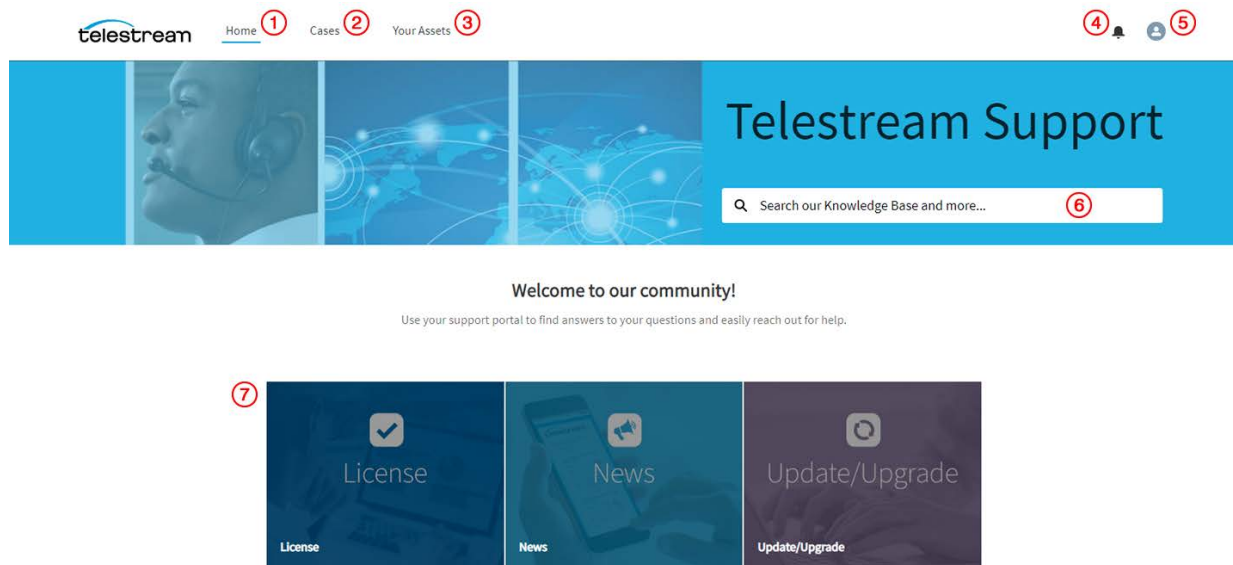 telestream Home ① Cases ② Your Assets ③ ④ ⑤
Telestream Support
Search our Knowledge Base and more... ⑥
Welcome to our community!
Use your support portal to find answers to your questions and easily reach out for help.
⑦
License News Update/Upgrade
License News Update/Upgrade